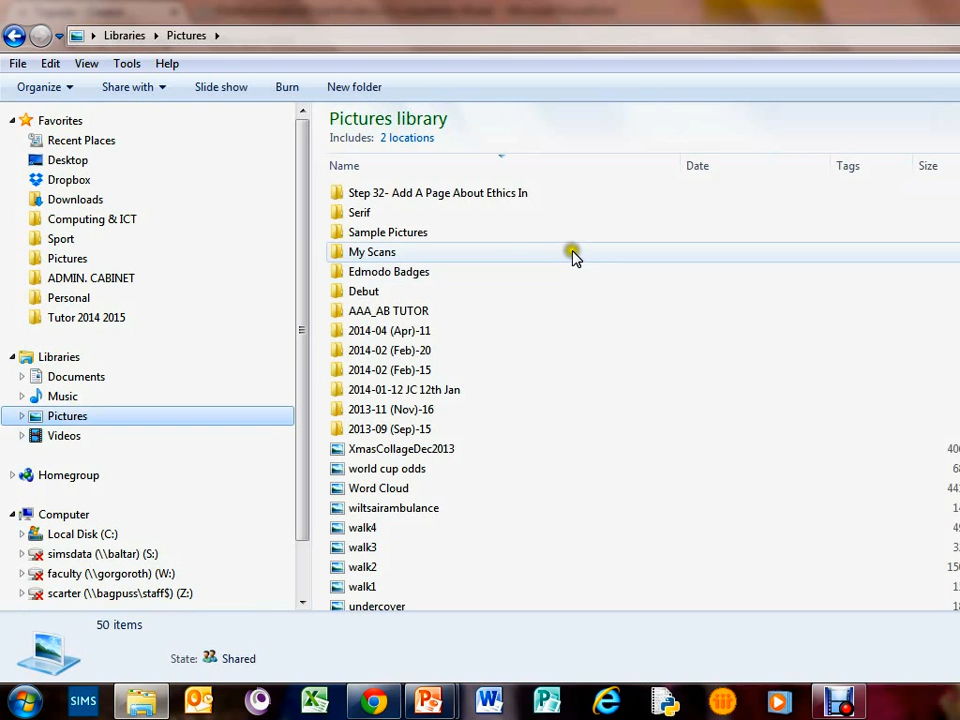 Libraries Pictures
File Edit View Tools Help
Organize Share with Slide show Burn New folder
Favorites
Recent Places
Desktop
Dropbox
Downloads
Computing & ICT
Sport
Pictures
ADMIN. CABINET
Personal
Tutor 2014 2015
Libraries
Documents
Music
Pictures
Videos
Homegroup
Computer
Local Disk (C:)
simsdata (\\baltar) (S:)
faculty (\\gorgoroth) (W:)
scarter (\\bagpuss\staff$) (Z:)
Pictures library
Includes: 2 locations
Name Date Tags Size
Step 32- Add A Page About Ethics In
Serif
Sample Pictures
My Scans
Edmodo Badges
Debut
AAA_AB TUTOR
2014-04 (Apr)-11
2014-02 (Feb)-20
2014-02 (Feb)-15
2014-01-12 JC 12th Jan
2013-11 (Nov)-16
2013-09 (Sep)-15
XmasCollageDec2013
world cup odds
Word Cloud
wiltsairambulance
walk4
walk3
walk2
walk1
undercover
50 items
State: Shared
SIMS